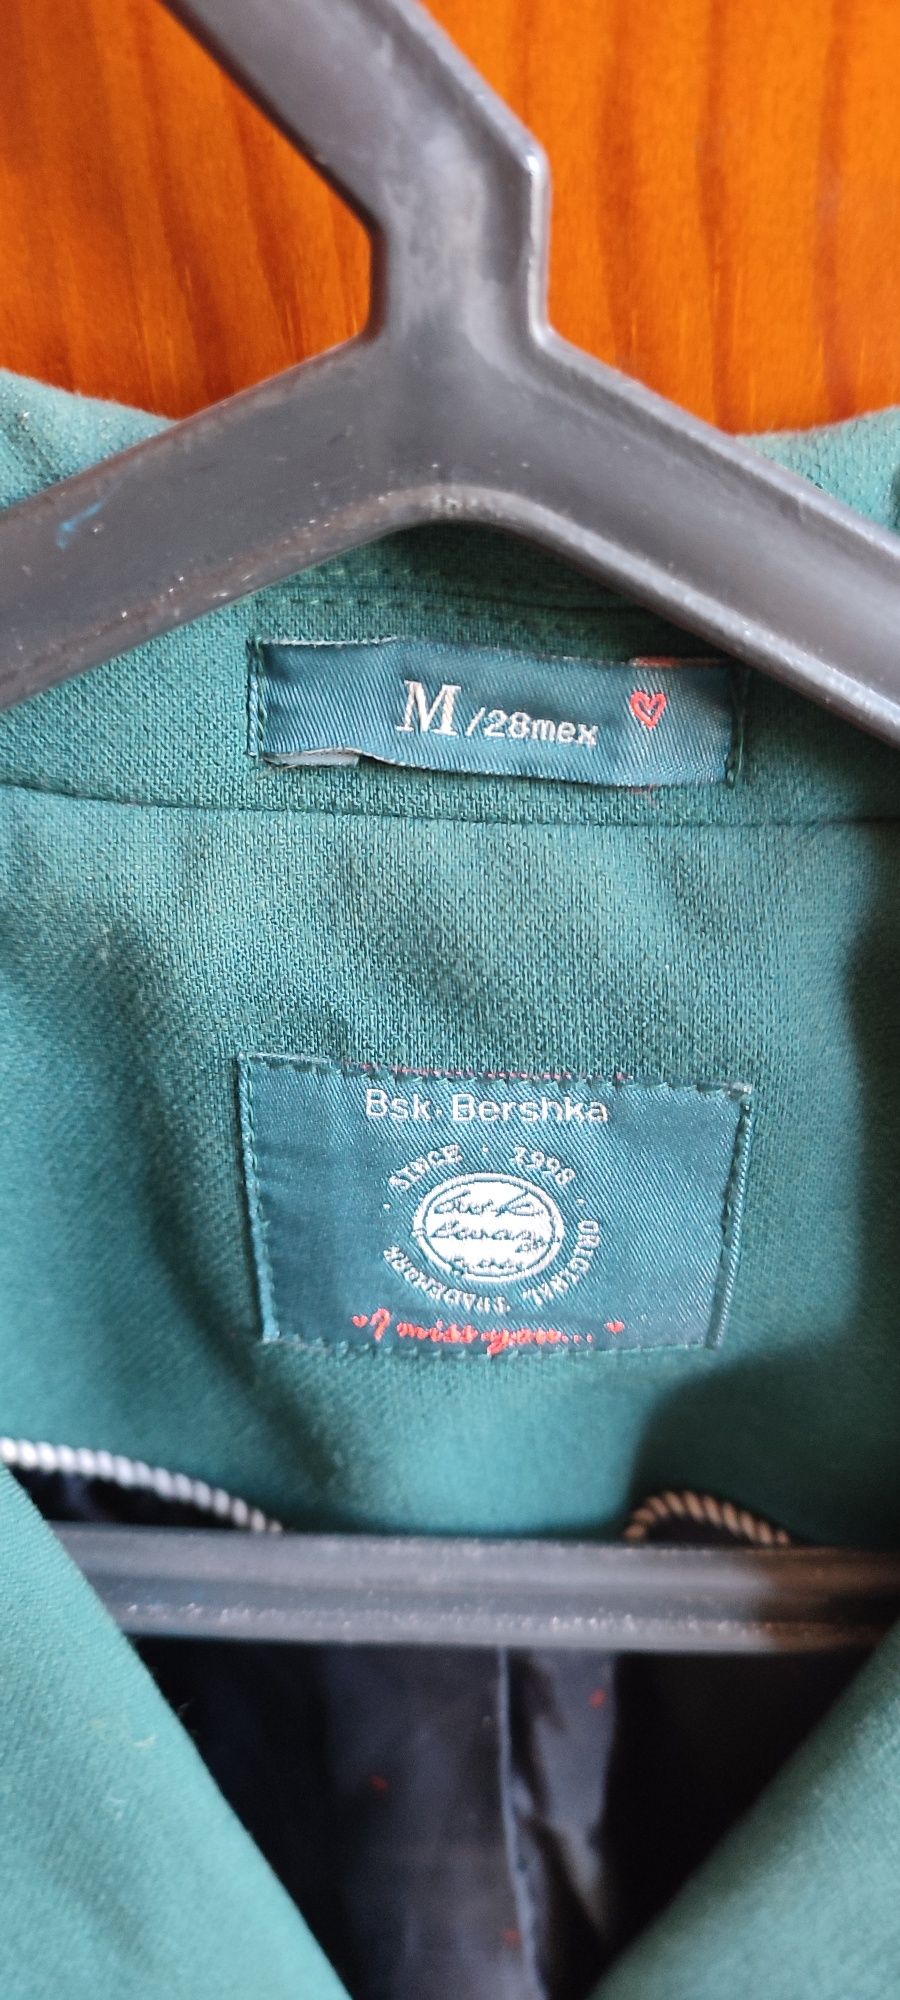 M/28mex
Bsk·Bershka
SINCE · 1998 · ORIGINAL TRADEMARK ·
I miss you...